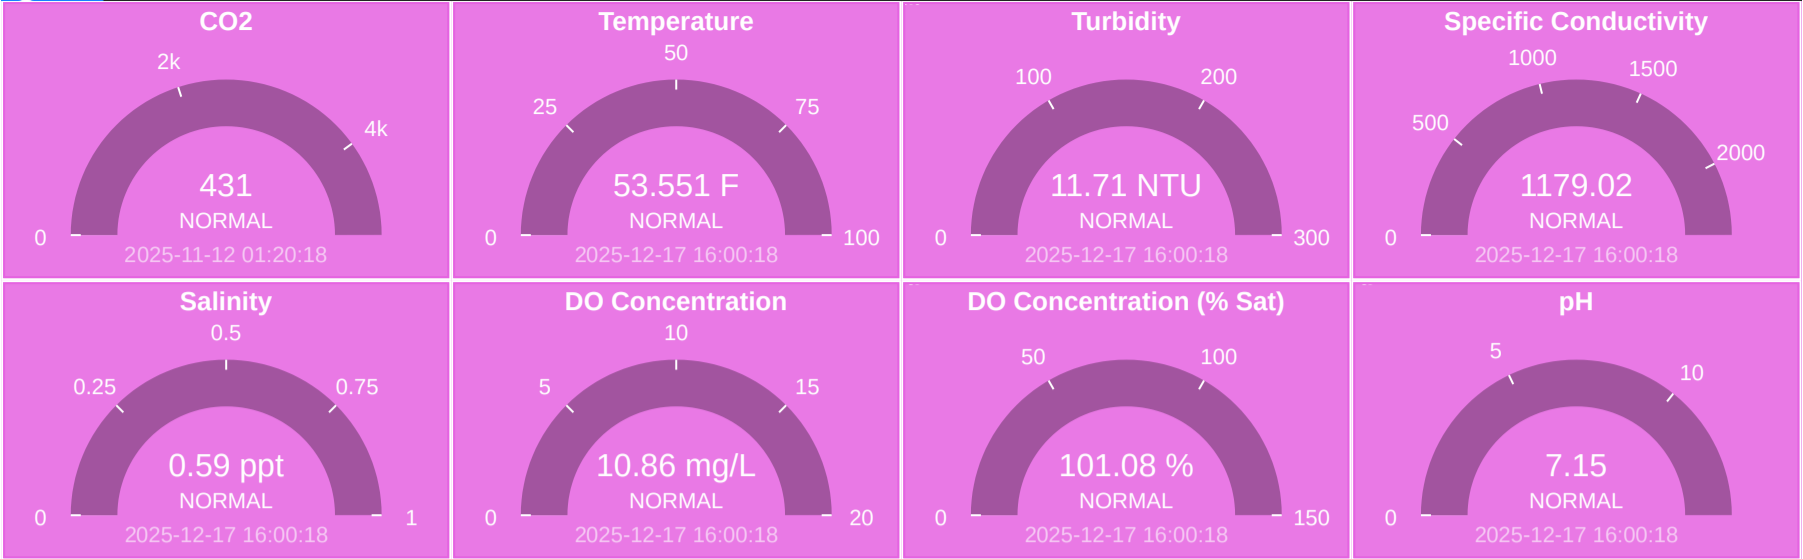 CO2
2k
4k
0
431
NORMAL
2025-11-12 01:20:18
Temperature
50
25
75
0
100
53.551 F
NORMAL
2025-12-17 16:00:18
Turbidity
100
200
0
300
11.71 NTU
NORMAL
2025-12-17 16:00:18
Specific Conductivity
1000
1500
500
2000
0
1179.02
NORMAL
2025-12-17 16:00:18
Salinity
0.5
0.25
0.75
0
1
0.59 ppt
NORMAL
2025-12-17 16:00:18
DO Concentration
10
5
15
0
20
10.86 mg/L
NORMAL
2025-12-17 16:00:18
DO Concentration (% Sat)
50
100
0
150
101.08 %
NORMAL
2025-12-17 16:00:18
pH
5
10
0
7.15
NORMAL
2025-12-17 16:00:18